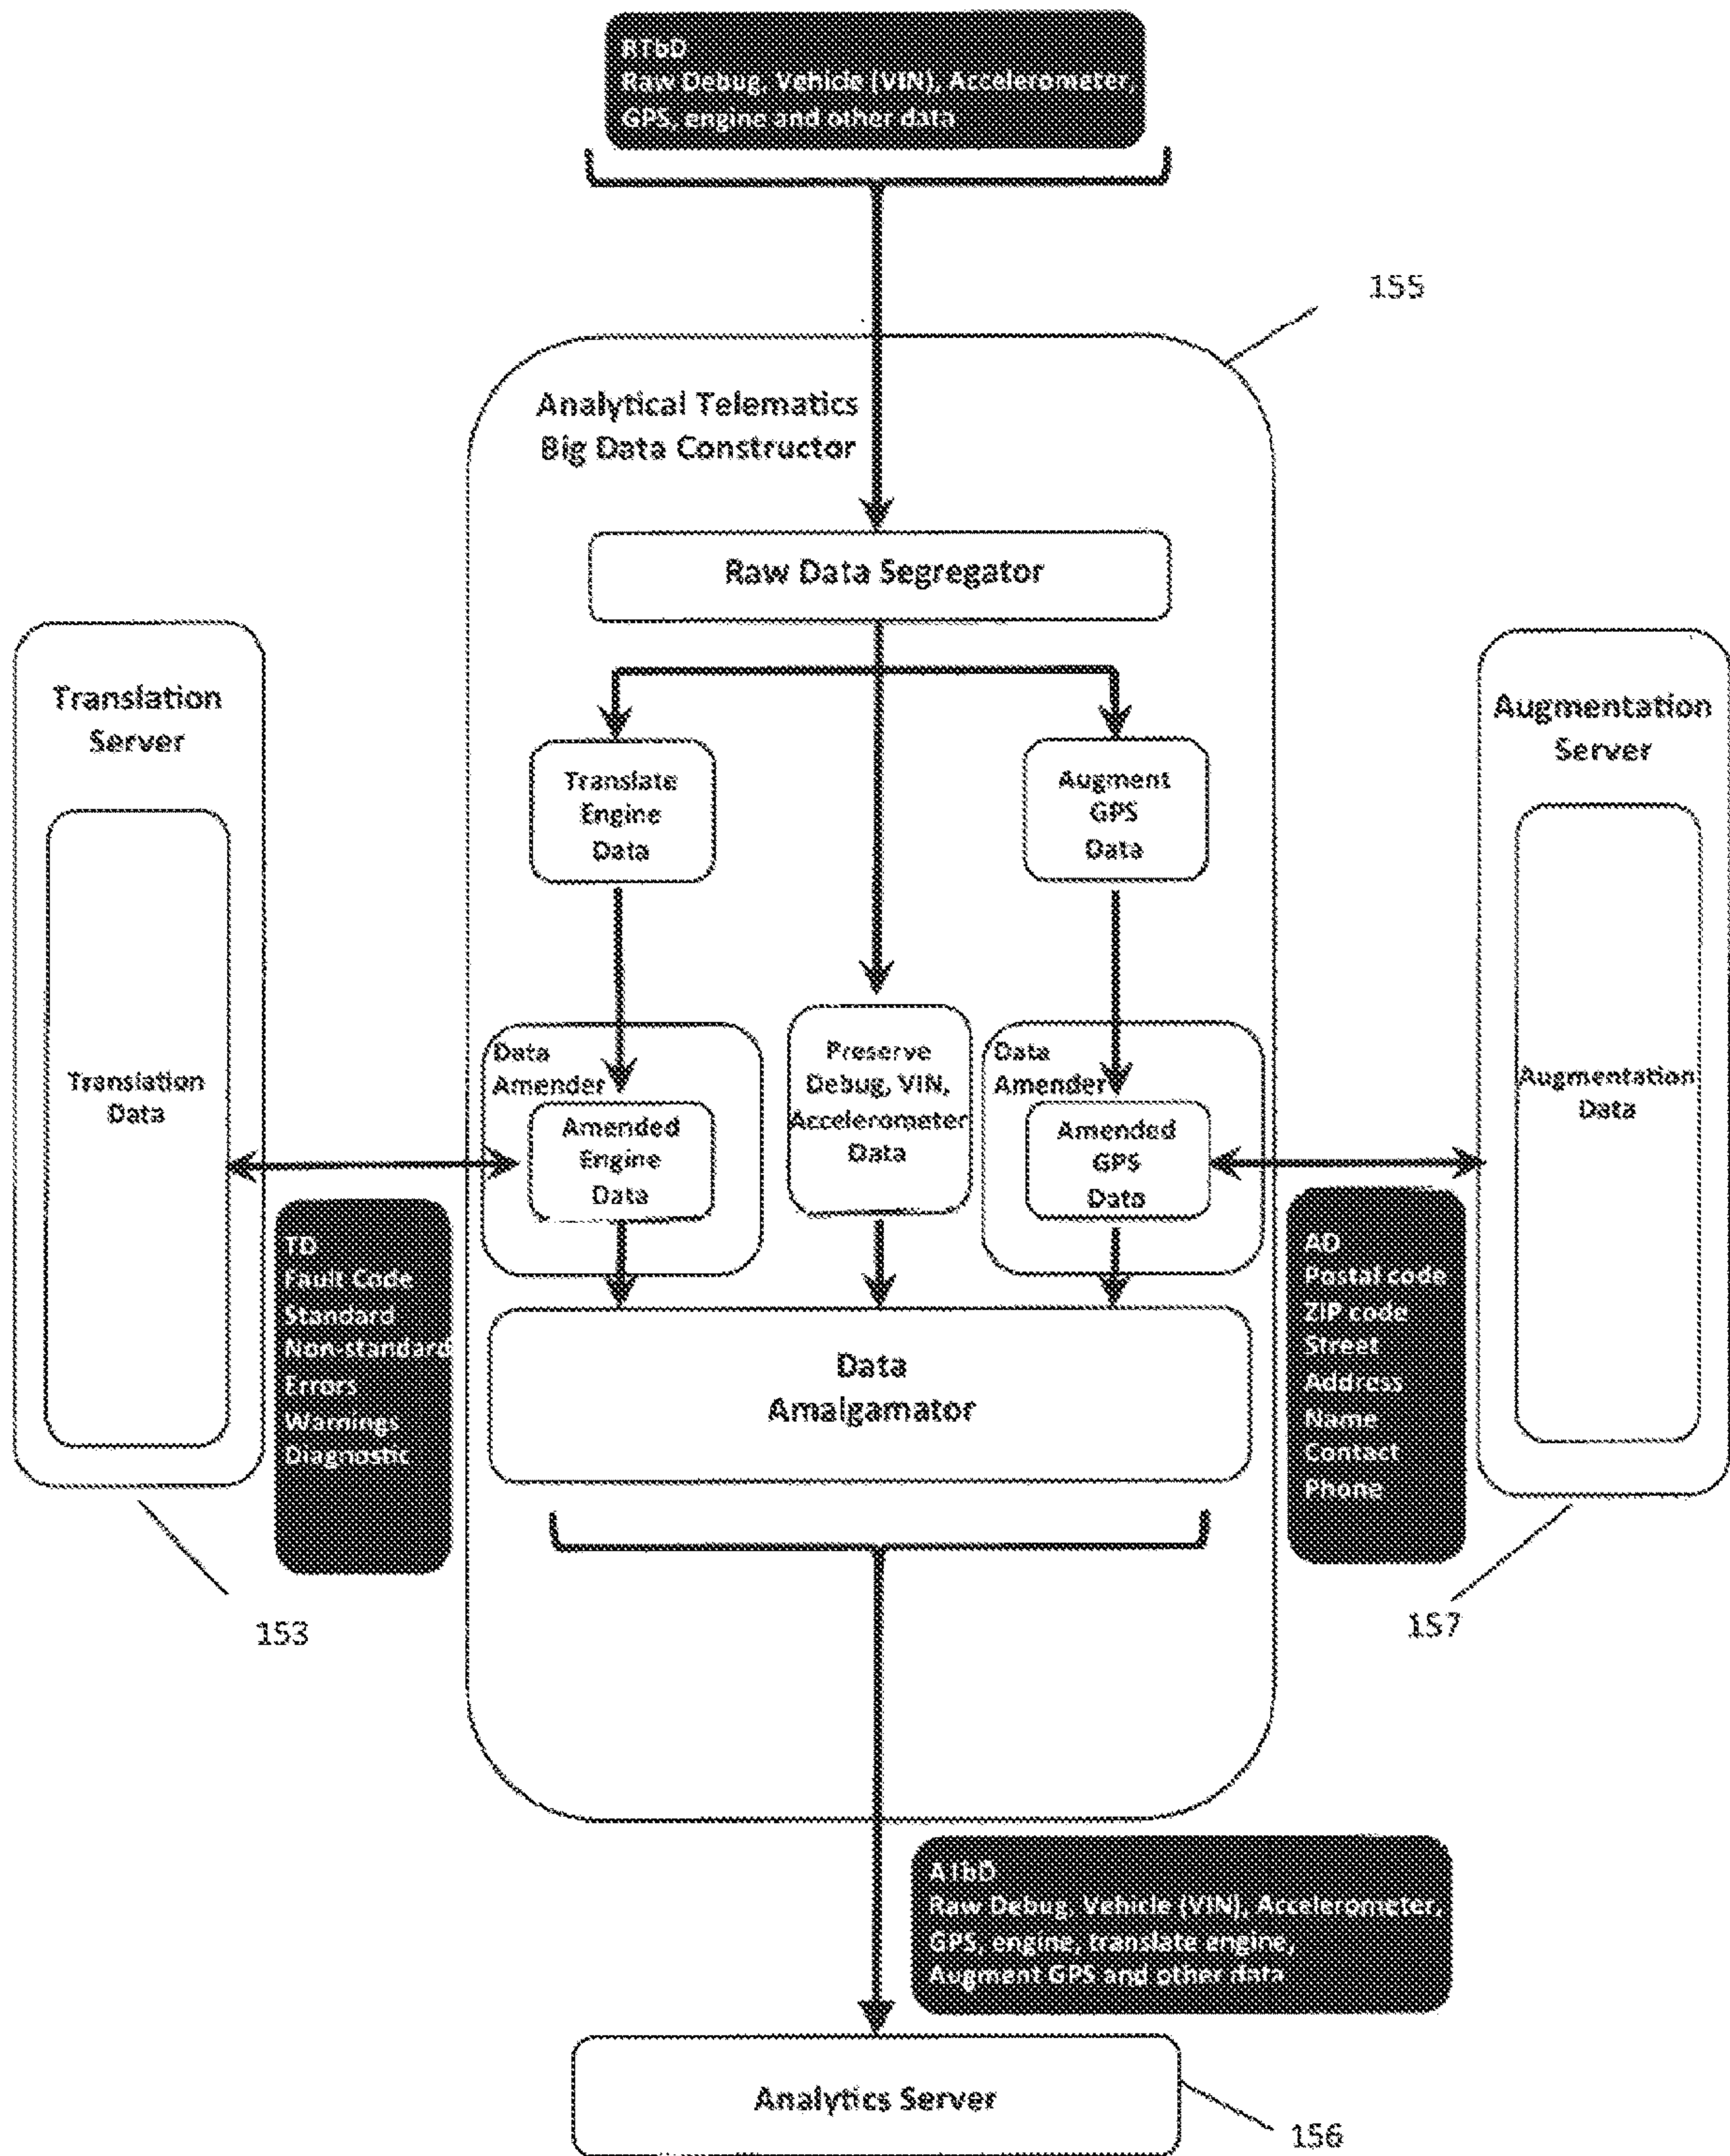 RTbD
Raw Debug, Vehicle (VIN), Accelerometer,
GPS, engine and other data
155
Analytical Telematics
Big Data Constructor
Raw Data Segregator
Translation
Server
Translation
Data
Augmentation
Server
Augmentation
Data
Translate
Engine
Data
Augment
GPS
Data
Data
Amender
Amended
Engine
Data
Preserve
Debug, VIN,
Accelerometer
Data
Data
Amender
Amended
GPS
Data
TD
Fault Code
Standard
Non-standard
Errors
Warnings
Diagnostic
AD
Postal code
ZIP code
Street
Address
Name
Contact
Phone
Data
Amalgamator
153
157
ATbD
Raw Debug, Vehicle (VIN), Accelerometer,
GPS, engine, translate engine,
Augment GPS and other data
Analytics Server
156